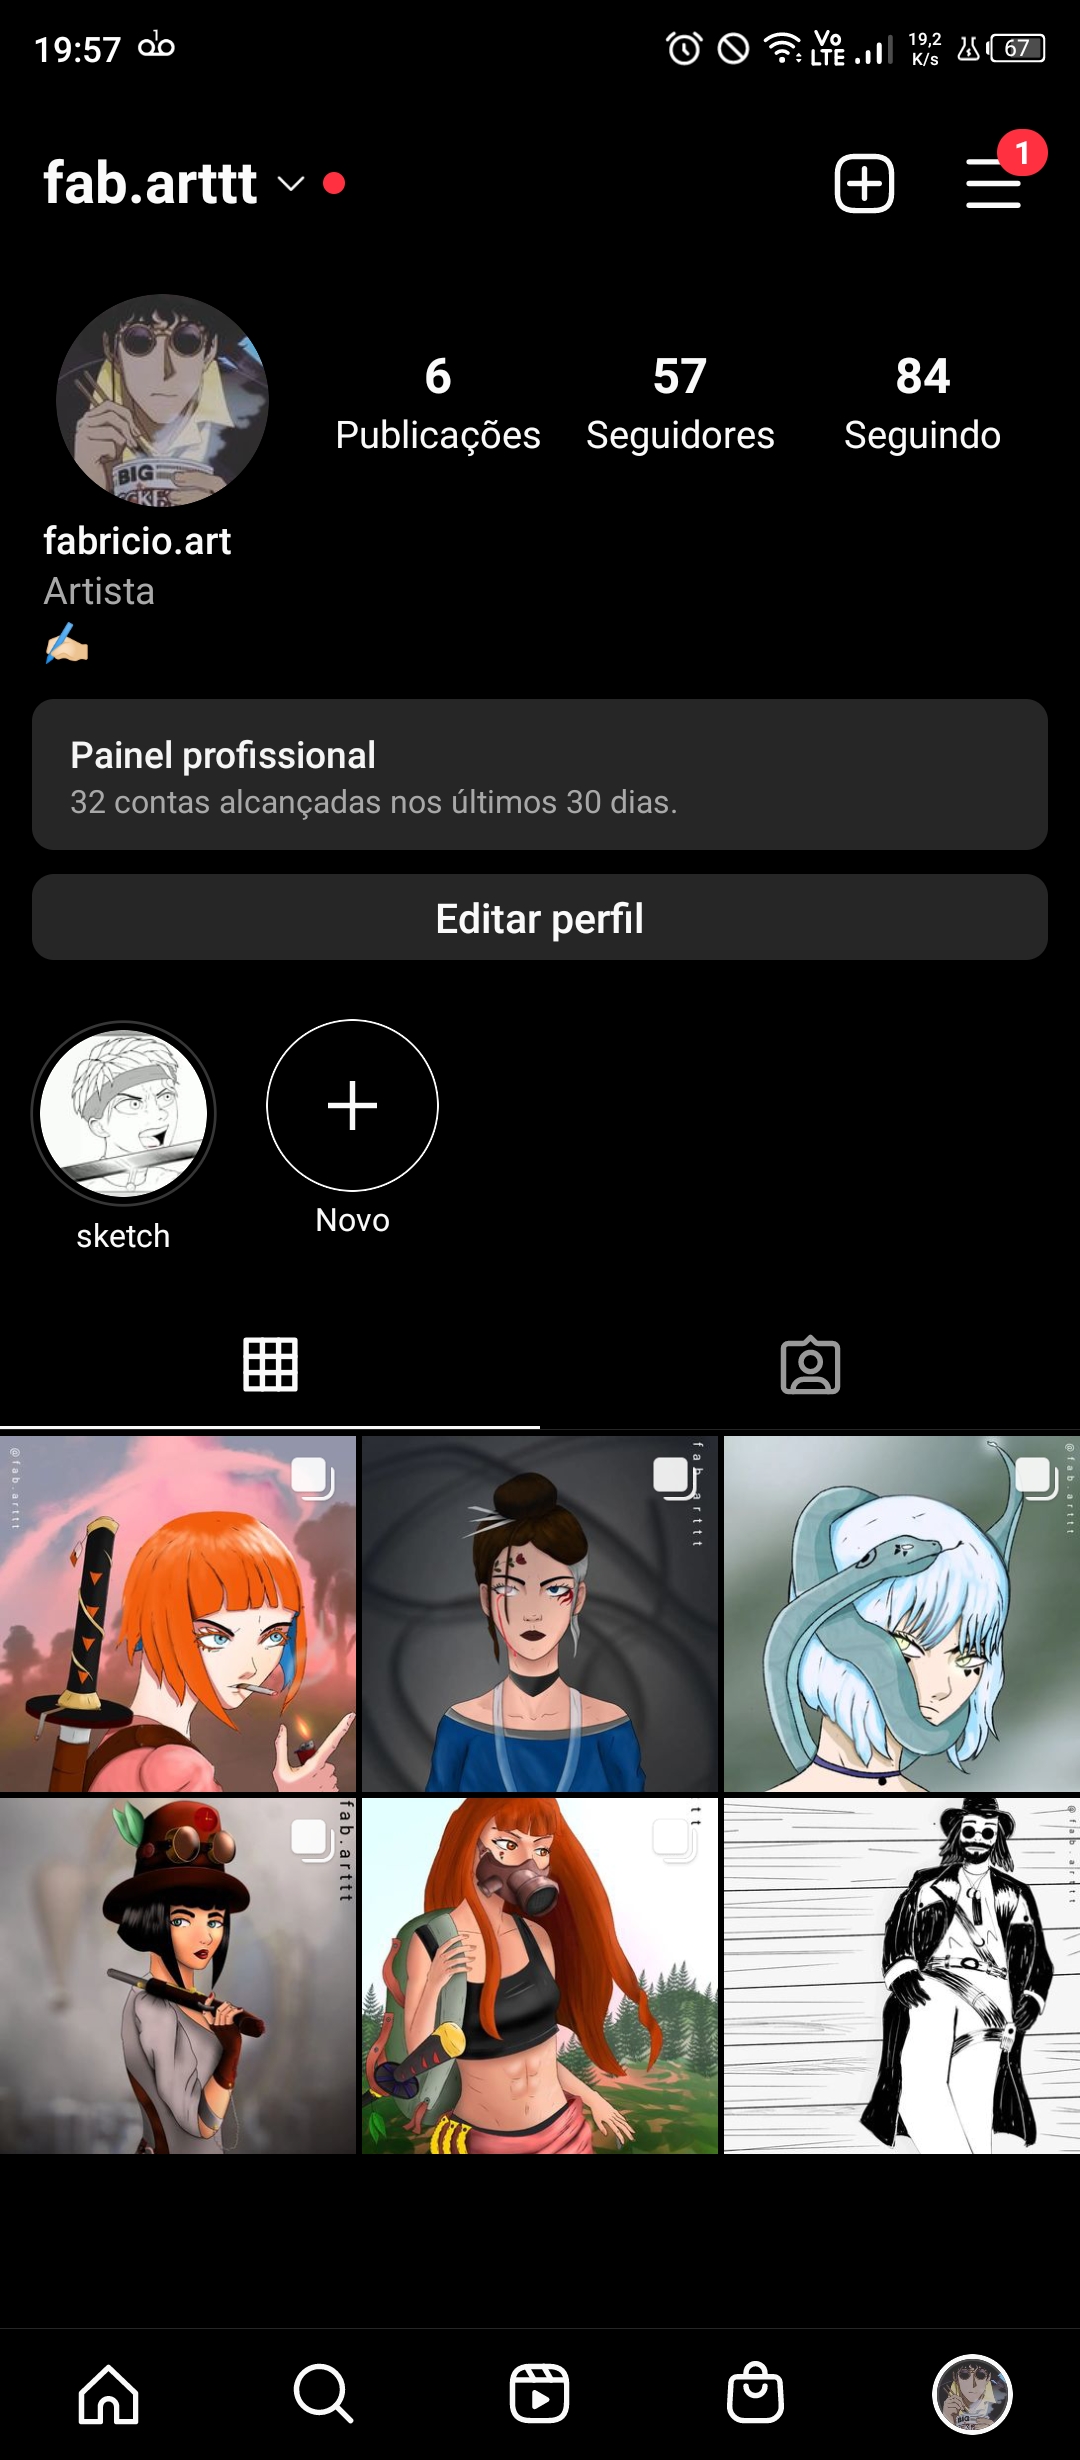 19:57
Vo
LTE
19,2
K/s
67
fab.arttt
1
6
Publicações
57
Seguidores
84
Seguindo
BIG
fabricio.art
Artista
Painel profissional
32 contas alcançadas nos últimos 30 dias.
Editar perfil
sketch
Novo
@fab.arttt
fab.arttt
@fab.arttt
fab.arttt
tt
@fab.arttt
BIG